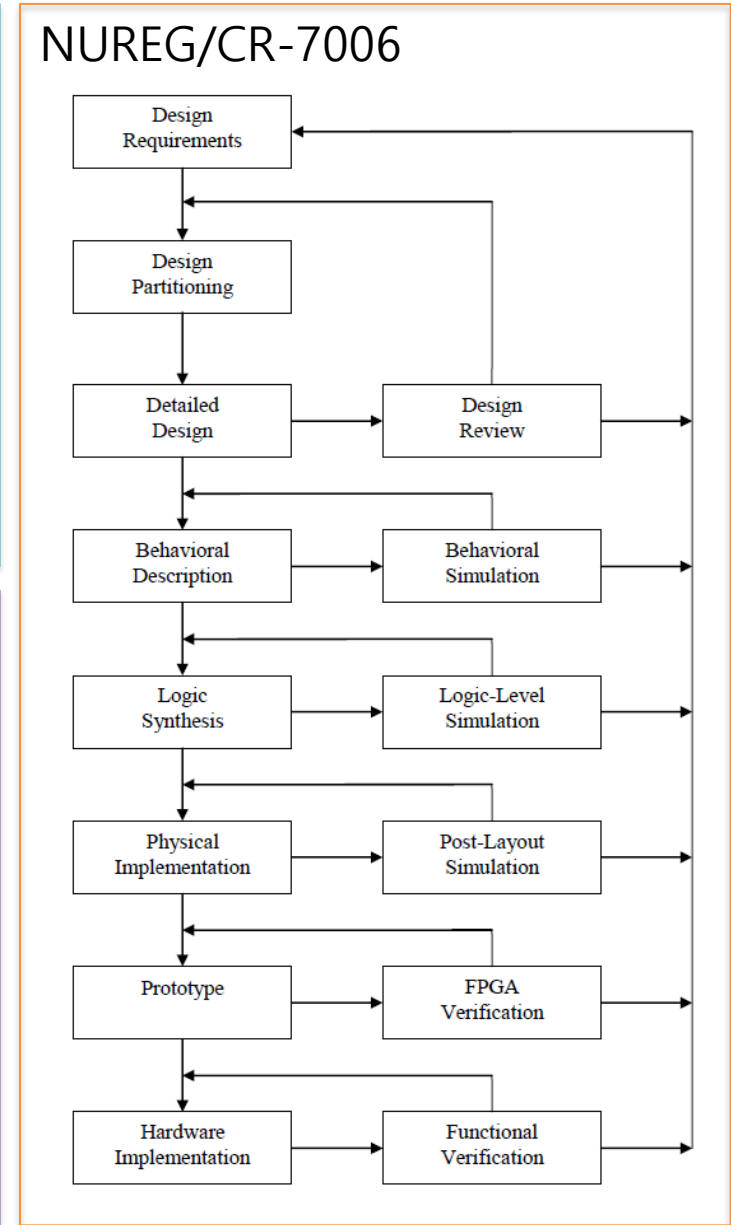 NUREG/CR-7006
Design
Requirements
Design
Partitioning
Detailed
Design
Design
Review
Behavioral
Description
Behavioral
Simulation
Logic
Synthesis
Logic-Level
Simulation
Physical
Implementation
Post-Layout
Simulation
Prototype
FPGA
Verification
Hardware
Implementation
Functional
Verification